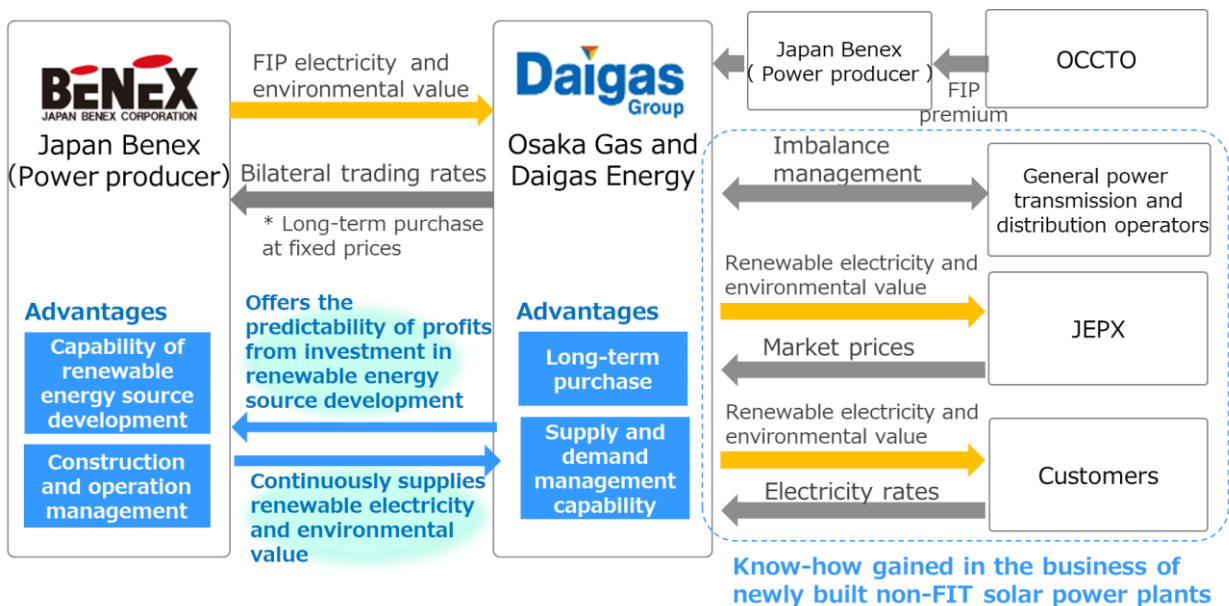 BENEX
JAPAN BENEX CORPORATION
Japan Benex
(Power producer)
Advantages
Capability of
renewable
energy source
development
Construction
and operation
management
FIP electricity and
environmental value
Bilateral trading rates
* Long-term purchase
at fixed prices
Offers the
predictability of profits
from investment in
renewable energy
source development
Continuously supplies
renewable electricity
and environmental
value
Daigas
Group
Osaka Gas and
Daigas Energy
Advantages
Long-term
purchase
Supply and
demand
management
capability
Japan Benex
( Power producer )
FIP
premium
OCCTO
Imbalance
management
General power
transmission and
distribution operators
Renewable electricity and
environmental value
Market prices
JEPX
Renewable electricity and
environmental value
Electricity rates
Customers
Know-how gained in the business of
newly built non-FIT solar power plants